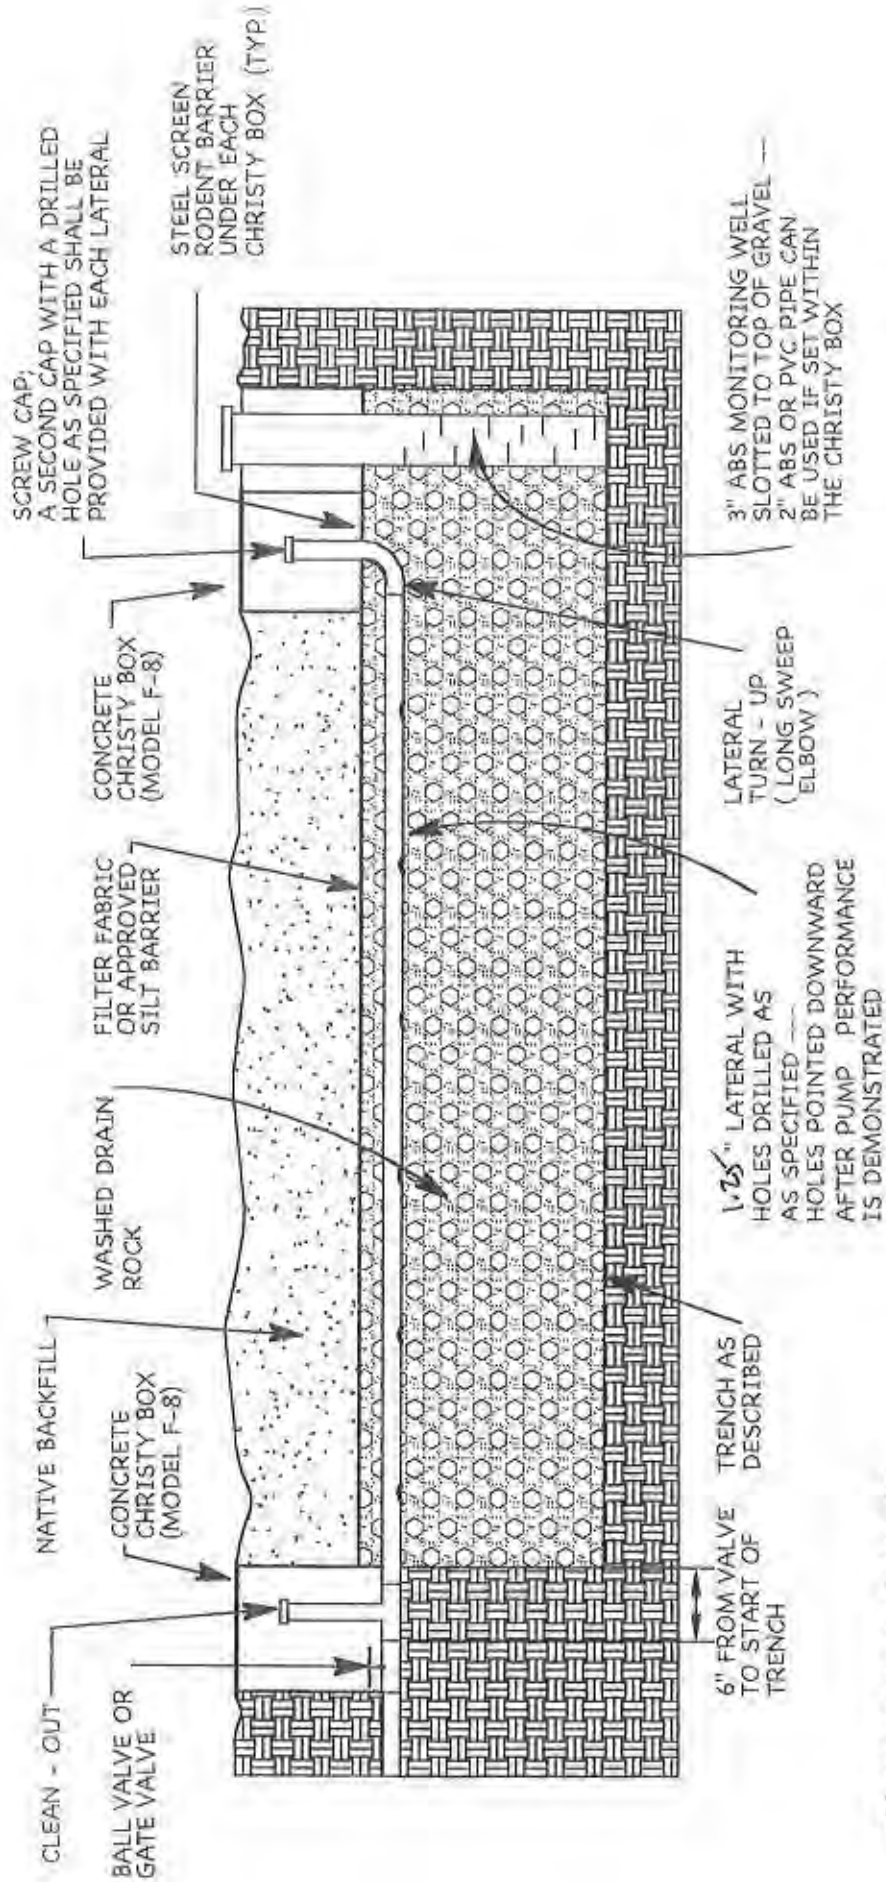 CLEAN - OUT
BALL VALVE OR
GATE VALVE
NATIVE BACKFILL
CONCRETE
CHRISTY BOX
(MODEL F-8)
WASHED DRAIN
ROCK
FILTER FABRIC
OR APPROVED
SILT BARRIER
CONCRETE
CHRISTY BOX
(MODEL F-8)
SCREW CAP;
A SECOND CAP WITH A DRILLED
HOLE AS SPECIFIED SHALL BE
PROVIDED WITH EACH LATERAL
STEEL SCREEN
RODENT BARRIER
UNDER EACH
CHRISTY BOX (TYP.)
6" FROM VALVE
TO START OF
TRENCH
TRENCH AS
DESCRIBED
1.25" LATERAL WITH
HOLES DRILLED AS
AS SPECIFIED —
HOLES POINTED DOWNWARD
AFTER PUMP PERFORMANCE
IS DEMONSTRATED
LATERAL
TURN - UP
( LONG SWEEP
ELBOW )
3" ABS MONITORING WELL
SLOTTED TO TOP OF GRAVEL —
2" ABS OR PVC PIPE CAN
BE USED IF SET WITHIN
THE CHRISTY BOX